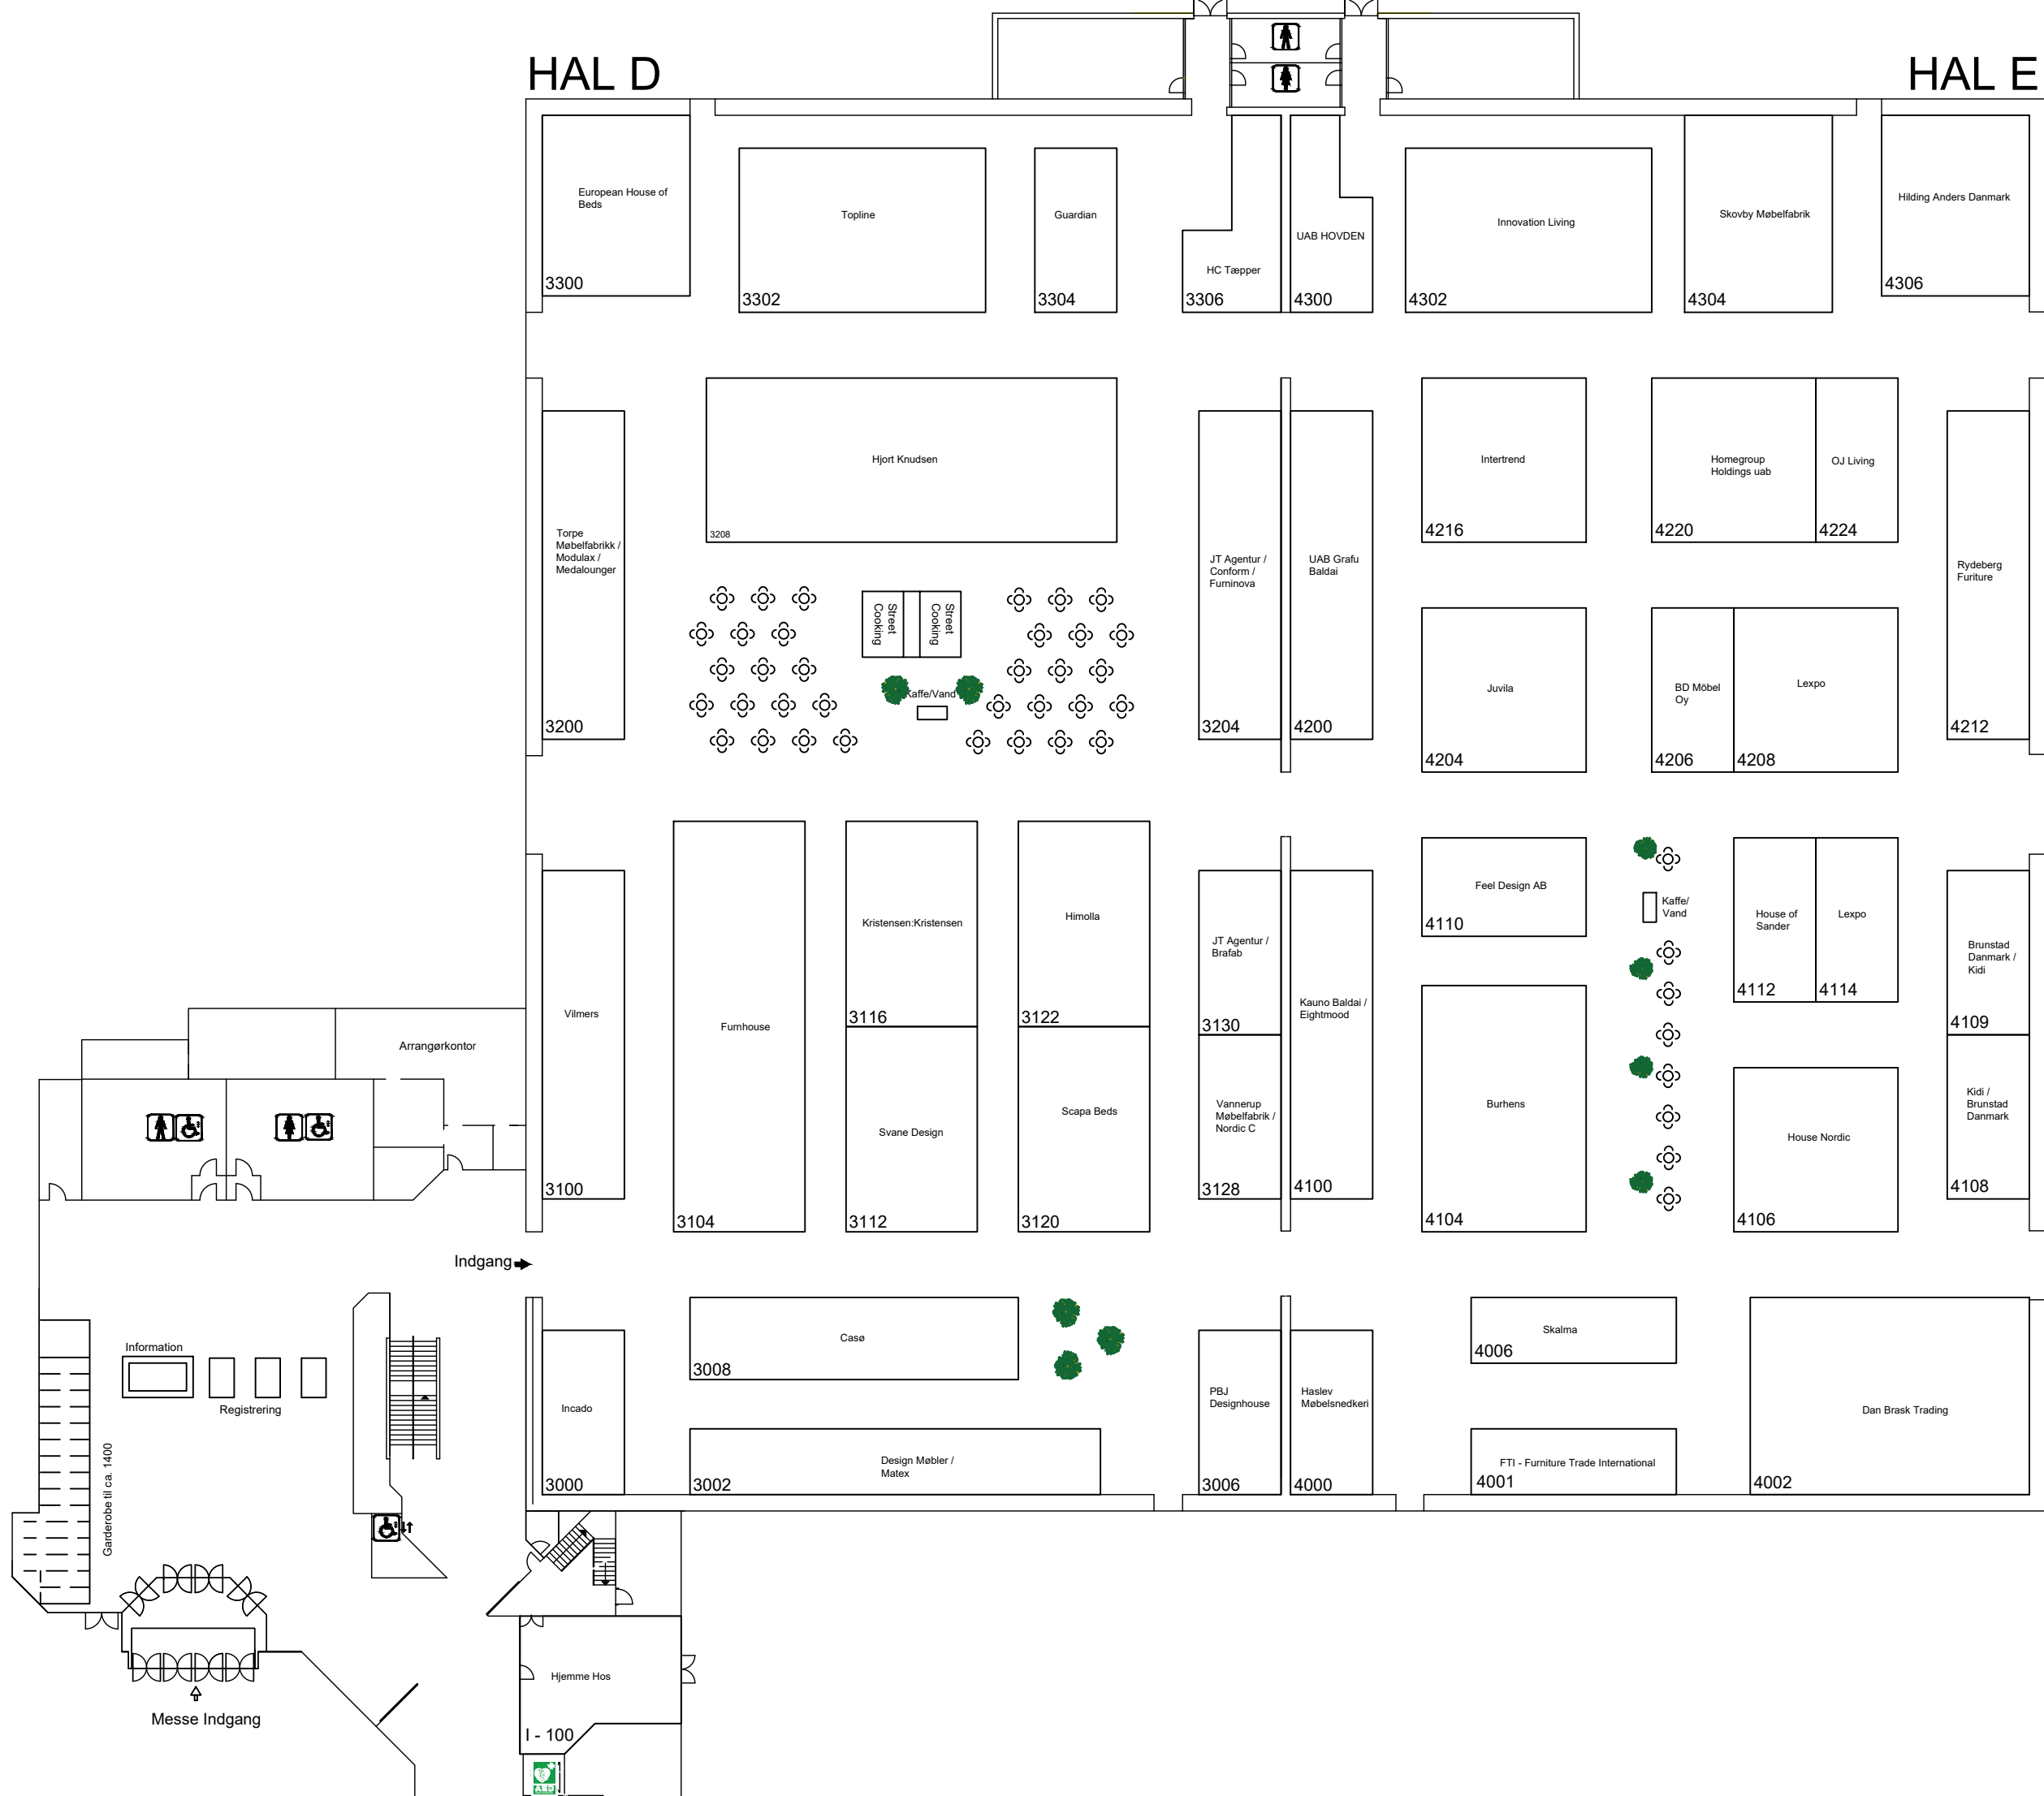 HAL D
HAL E
European House of
Beds
3300
Topline
3302
Guardian
3304
HC Tæpper
3306
UAB HOVDEN
4300
Innovation Living
4302
Skovby Møbelfabrik
4304
Hilding Anders Danmark
4306
Torpe
Møbelfabrikk /
Modulax /
Medalounger
3200
Hjort Knudsen
3208
Street
Cooking
Street
Cooking
Kaffe/Vand
JT Agentur /
Conform /
Furninova
3204
UAB Grafu
Baldai
4200
Intertrend
4216
Homegroup
Holdings uab
4220
OJ Living
4224
Rydeberg
Furiture
4212
Juvila
4204
BD Möbel
Oy
4206
Lexpo
4208
Vilmers
3100
Furnhouse
3104
Kristensen:Kristensen
3116
Svane Design
3112
Himolla
3122
Scapa Beds
3120
JT Agentur /
Brafab
3130
Vannerup
Møbelfabrik /
Nordic C
3128
Kauno Baldai /
Eightmood
4100
Feel Design AB
4110
Burhens
4104
Kaffe/
Vand
House of
Sander
4112
Lexpo
4114
House Nordic
4106
Brunstad
Danmark /
Kidi
4109
Kidi /
Brunstad
Danmark
4108
Arrangørkontor
Indgang
Information
Registrering
Garderobe til ca. 1400
Incado
3000
Casø
3008
Design Møbler /
Matex
3002
PBJ
Designhouse
3006
Haslev
Møbelsnedkeri
4000
Skalma
4006
FTI - Furniture Trade International
4001
Dan Brask Trading
4002
Hjemme Hos
I - 100
Messe Indgang